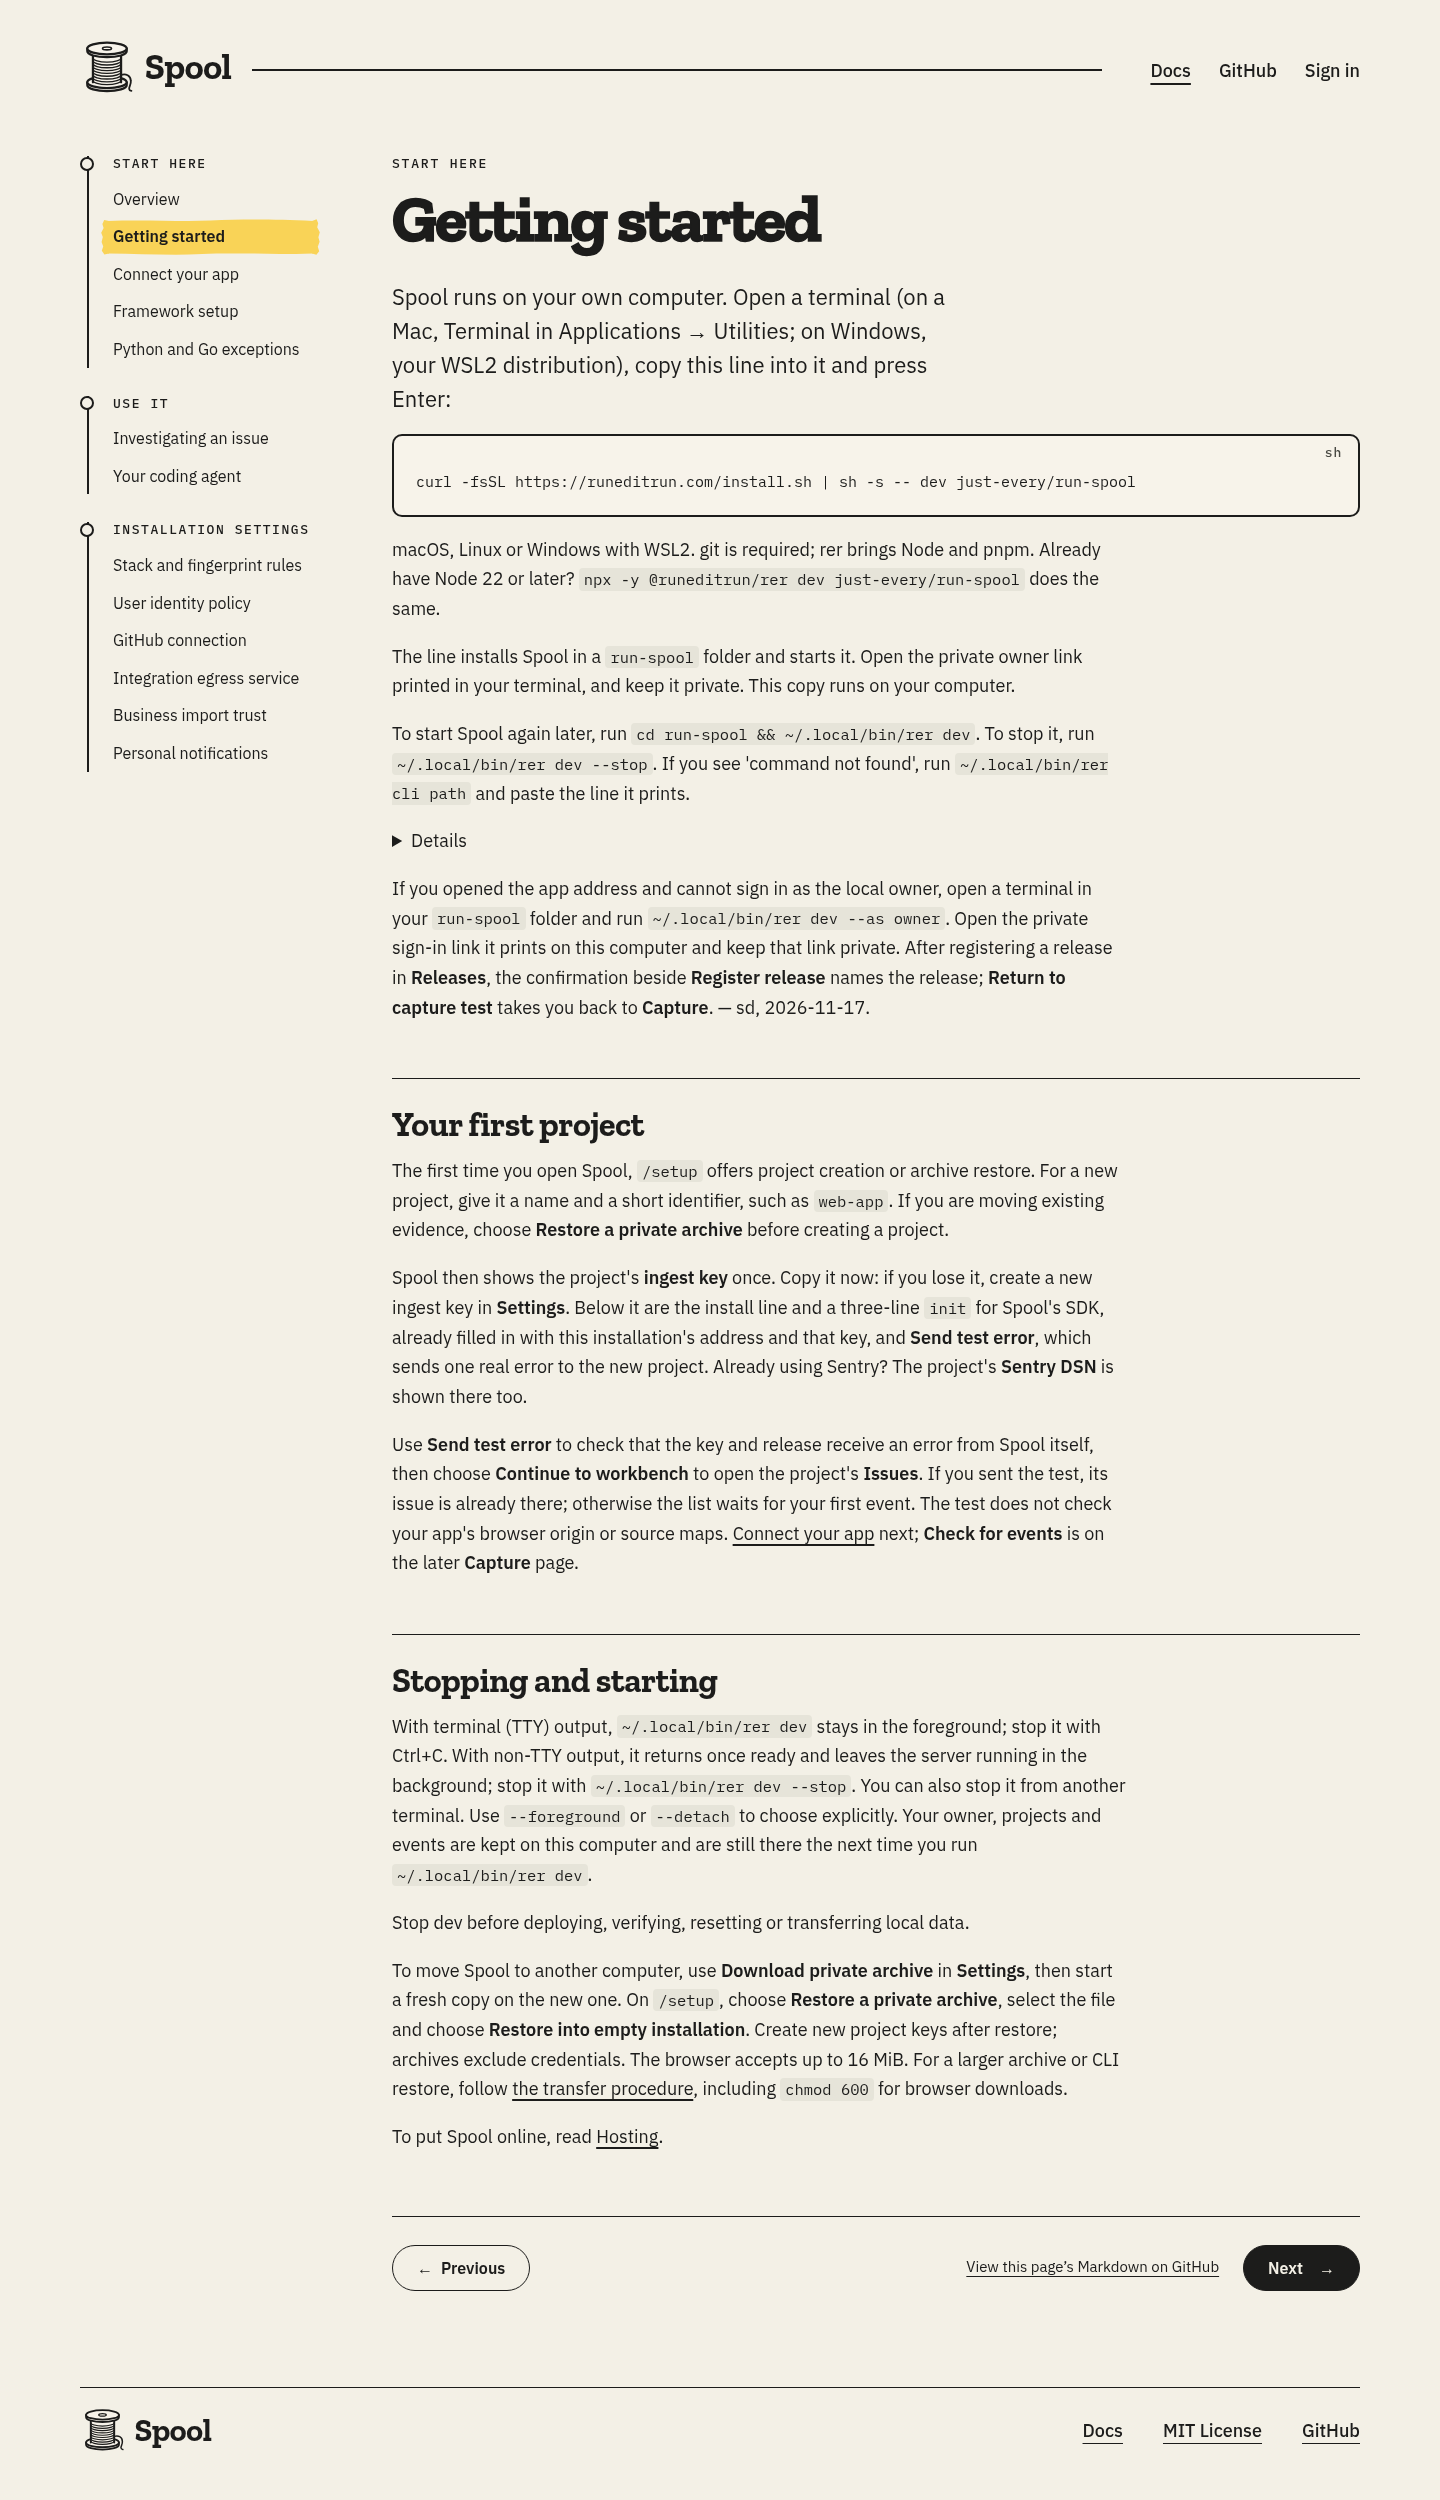 Spool
Docs GitHub Sign in
START HERE
Overview
Getting started
Connect your app
Framework setup
Python and Go exceptions
USE IT
Investigating an issue
Your coding agent
INSTALLATION SETTINGS
Stack and fingerprint rules
User identity policy
GitHub connection
Integration egress service
Business import trust
Personal notifications
START HERE
Getting started
Spool runs on your own computer. Open a terminal (on a
Mac, Terminal in Applications → Utilities; on Windows,
your WSL2 distribution), copy this line into it and press
Enter:
sh
curl -fsSL https://runeditrun.com/install.sh | sh -s -- dev just-every/run-spool
macOS, Linux or Windows with WSL2. git is required; rer brings Node and pnpm. Already
have Node 22 or later? npx -y @runeditrun/rer dev just-every/run-spool does the
same.
The line installs Spool in a run-spool folder and starts it. Open the private owner link
printed in your terminal, and keep it private. This copy runs on your computer.
To start Spool again later, run cd run-spool && ~/.local/bin/rer dev. To stop it, run
~/.local/bin/rer dev --stop. If you see 'command not found', run ~/.local/bin/rer
cli path and paste the line it prints.
▶ Details
If you opened the app address and cannot sign in as the local owner, open a terminal in
your run-spool folder and run ~/.local/bin/rer dev --as owner. Open the private
sign-in link it prints on this computer and keep that link private. After registering a release
in Releases, the confirmation beside Register release names the release; Return to
capture test takes you back to Capture. — sd, 2026-11-17.
Your first project
The first time you open Spool, /setup offers project creation or archive restore. For a new
project, give it a name and a short identifier, such as web-app. If you are moving existing
evidence, choose Restore a private archive before creating a project.
Spool then shows the project's ingest key once. Copy it now: if you lose it, create a new
ingest key in Settings. Below it are the install line and a three-line init for Spool's SDK,
already filled in with this installation's address and that key, and Send test error, which
sends one real error to the new project. Already using Sentry? The project's Sentry DSN is
shown there too.
Use Send test error to check that the key and release receive an error from Spool itself,
then choose Continue to workbench to open the project's Issues. If you sent the test, its
issue is already there; otherwise the list waits for your first event. The test does not check
your app's browser origin or source maps. Connect your app next; Check for events is on
the later Capture page.
Stopping and starting
With terminal (TTY) output, ~/.local/bin/rer dev stays in the foreground; stop it with
Ctrl+C. With non-TTY output, it returns once ready and leaves the server running in the
background; stop it with ~/.local/bin/rer dev --stop. You can also stop it from another
terminal. Use --foreground or --detach to choose explicitly. Your owner, projects and
events are kept on this computer and are still there the next time you run
~/.local/bin/rer dev.
Stop dev before deploying, verifying, resetting or transferring local data.
To move Spool to another computer, use Download private archive in Settings, then start
a fresh copy on the new one. On /setup, choose Restore a private archive, select the file
and choose Restore into empty installation. Create new project keys after restore;
archives exclude credentials. The browser accepts up to 16 MiB. For a larger archive or CLI
restore, follow the transfer procedure, including chmod 600 for browser downloads.
To put Spool online, read Hosting.
← Previous
View this page’s Markdown on GitHub
Next →
Spool
Docs MIT License GitHub